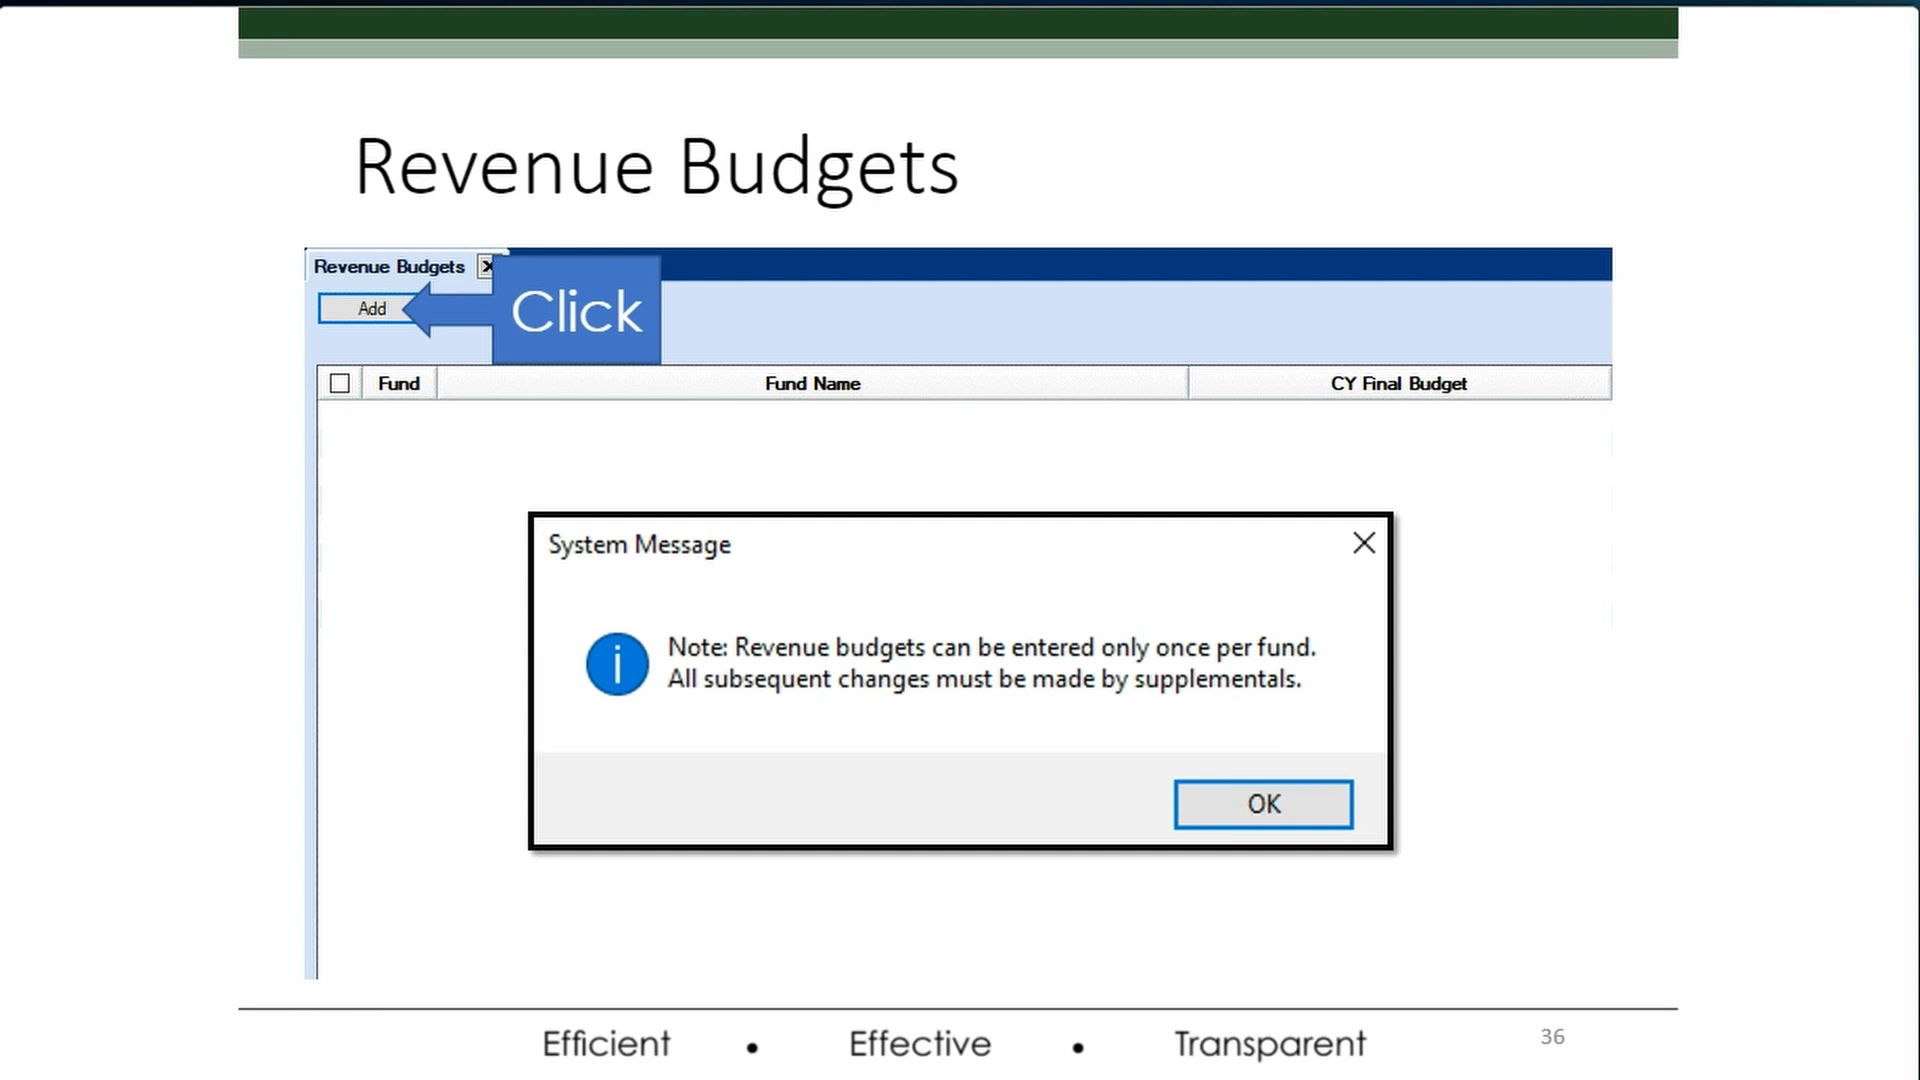 Revenue Budgets
Revenue Budgets
Add
Click
Fund
Fund Name
CY Final Budget
System Message
Note: Revenue budgets can be entered only once per fund.
All subsequent changes must be made by supplementals.
OK
Efficient • Effective • Transparent
36